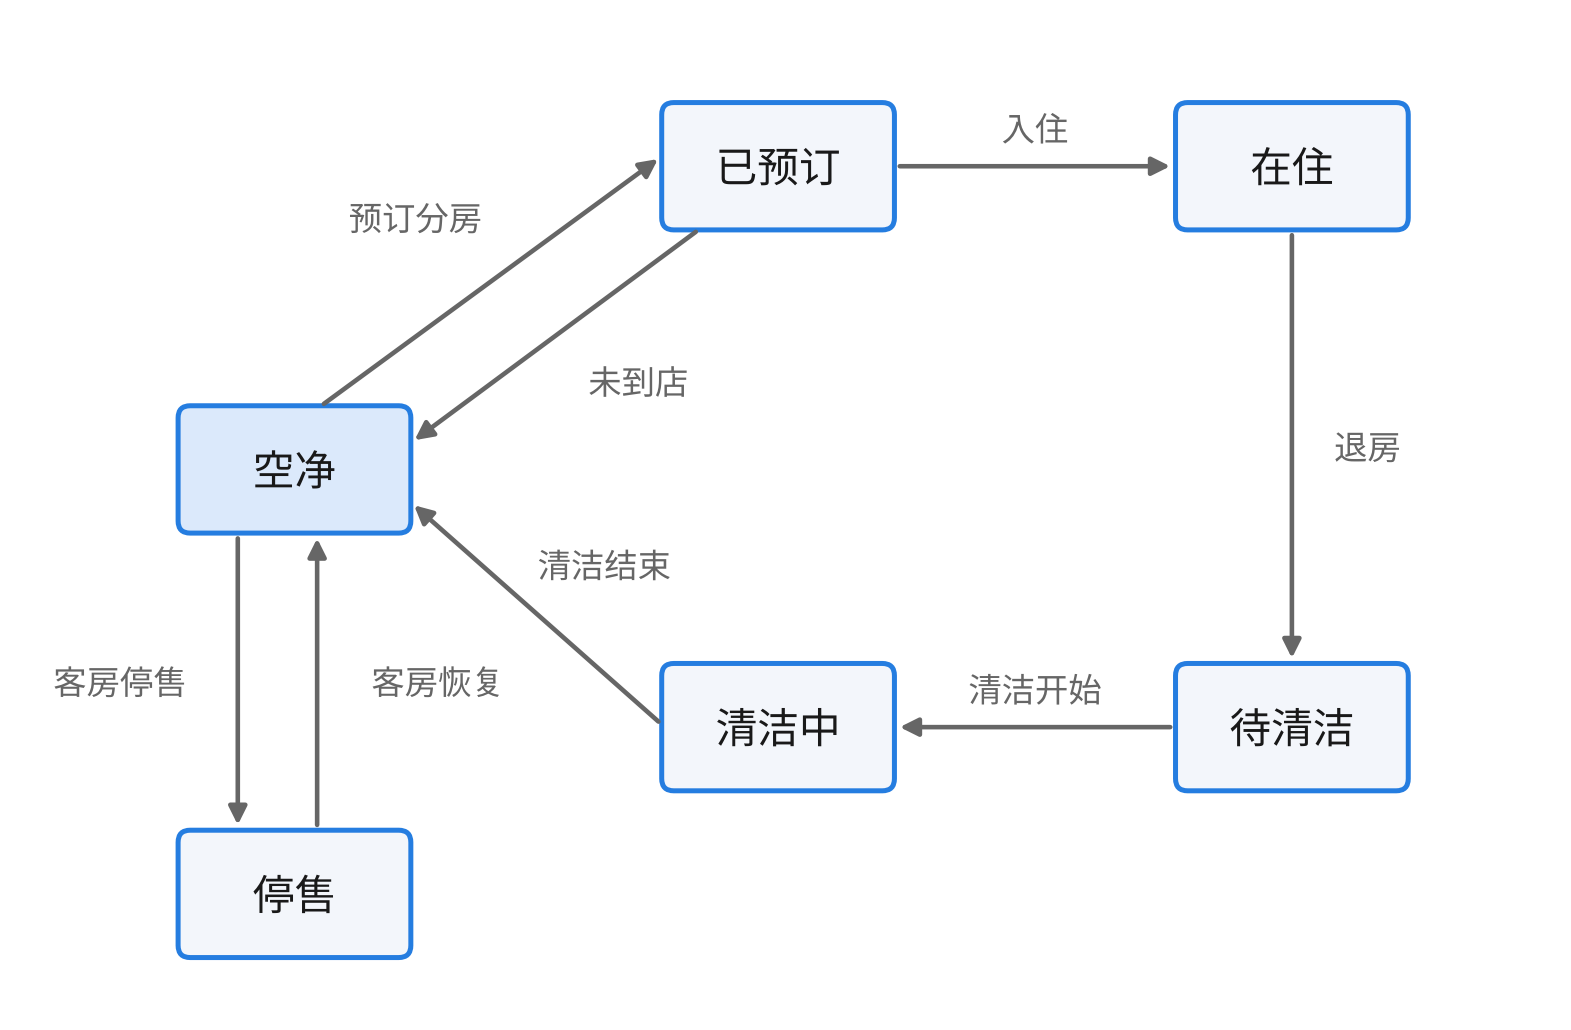 入住
已预订
在住
预订分房
未到店
退房
空净
清洁结束
客房停售
客房恢复
清洁开始
清洁中
待清洁
停售